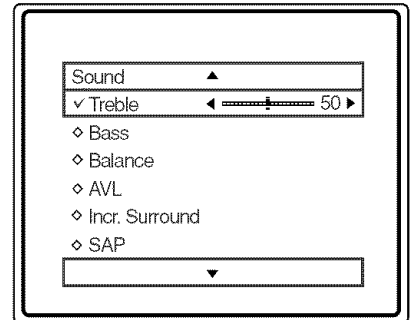 Sound
Treble 50
Bass
Balance
AVL
Incr. Surround
SAP